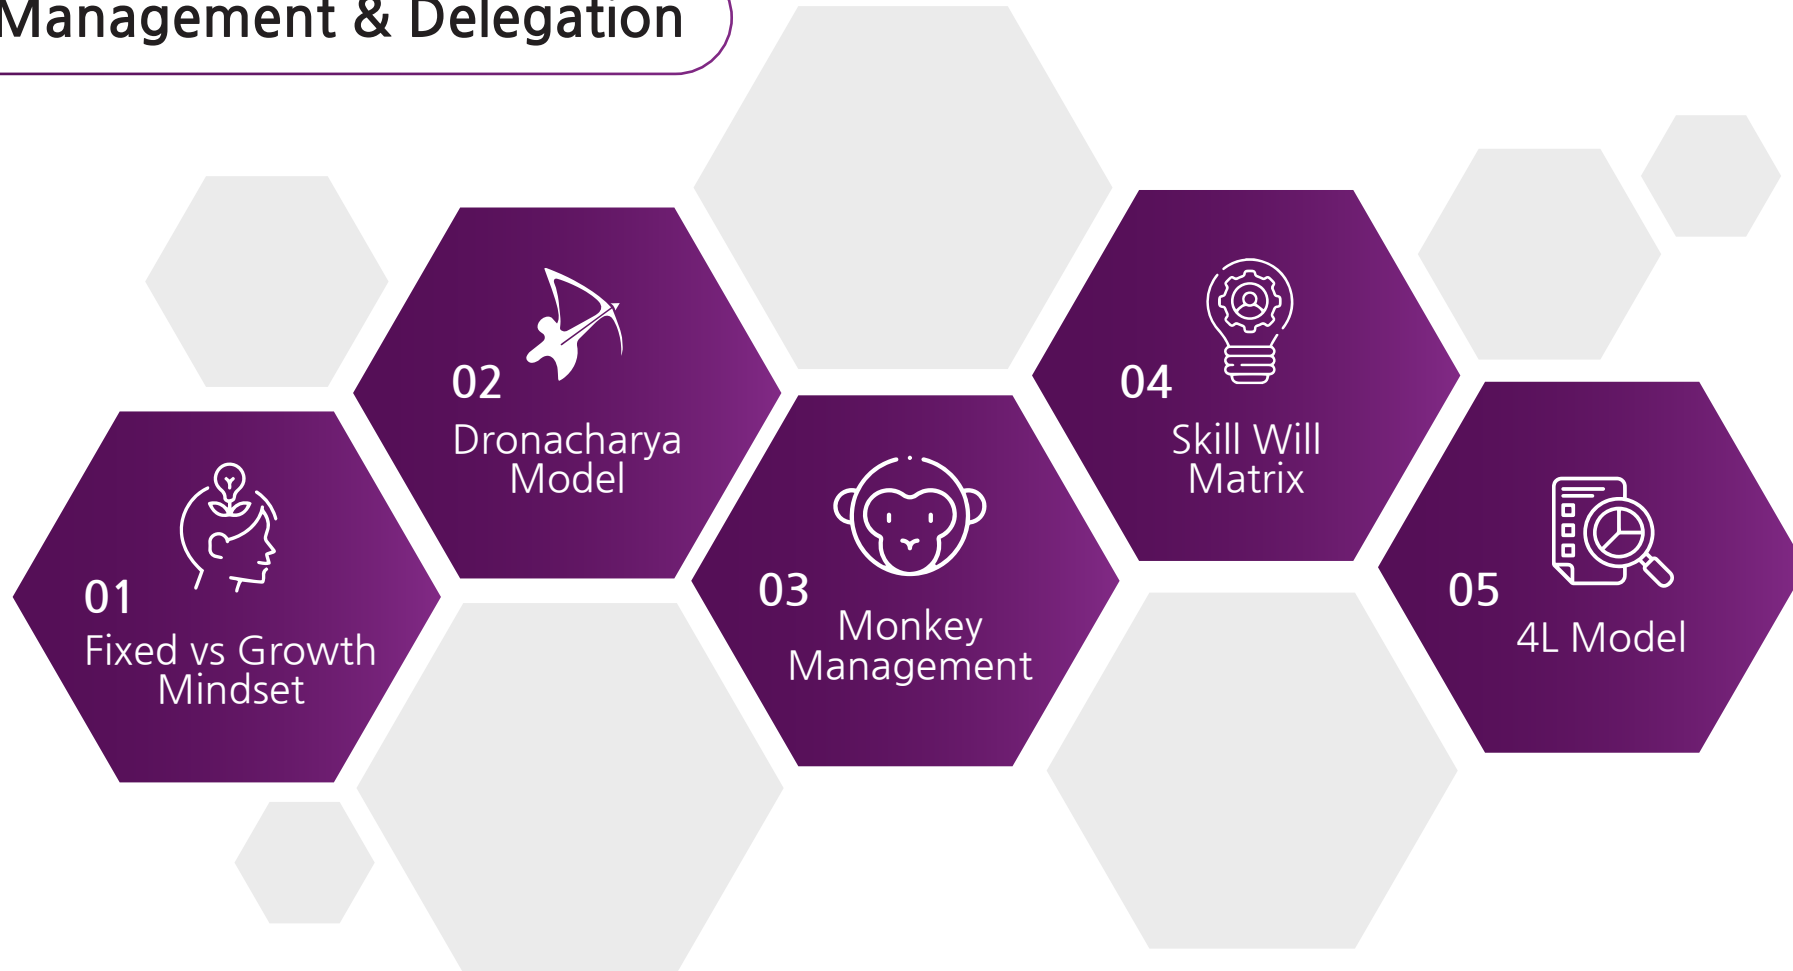 Management & Delegation
01
Fixed vs Growth
Mindset
02
Dronacharya
Model
03
Monkey
Management
04
Skill Will
Matrix
05
4L Model